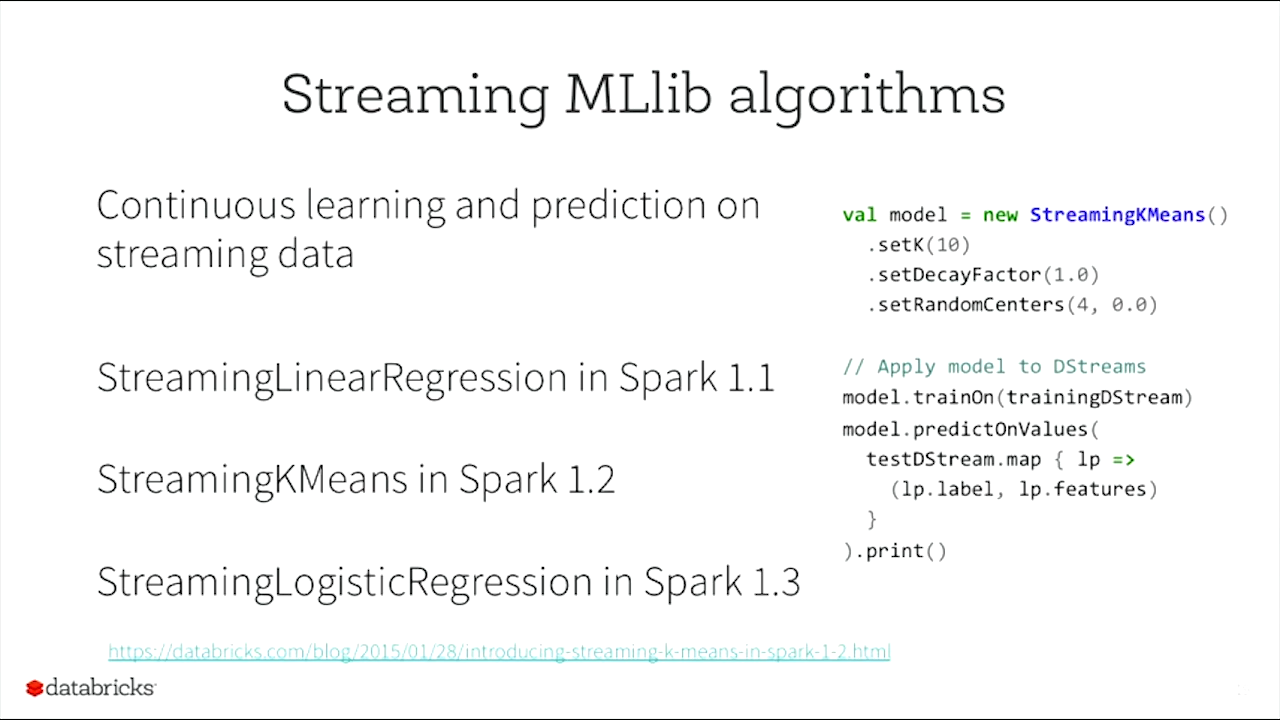 Streaming MLlib algorithms
Continuous learning and prediction on
streaming data
StreamingLinearRegression in Spark 1.1
StreamingKMeans in Spark 1.2
StreamingLogisticRegression in Spark 1.3
val model = new StreamingKMeans()
.setK(10)
.setDecayFactor(1.0)
.setRandomCenters(4, 0.0)
// Apply model to DStreams
model.trainOn(trainingDStream)
model.predictOnValues(
testDStream.map { lp =>
(lp.label, lp.features)
}
).print()
https://databricks.com/blog/2015/01/28/introducing-streaming-k-means-in-spark-1-2.html
databricks